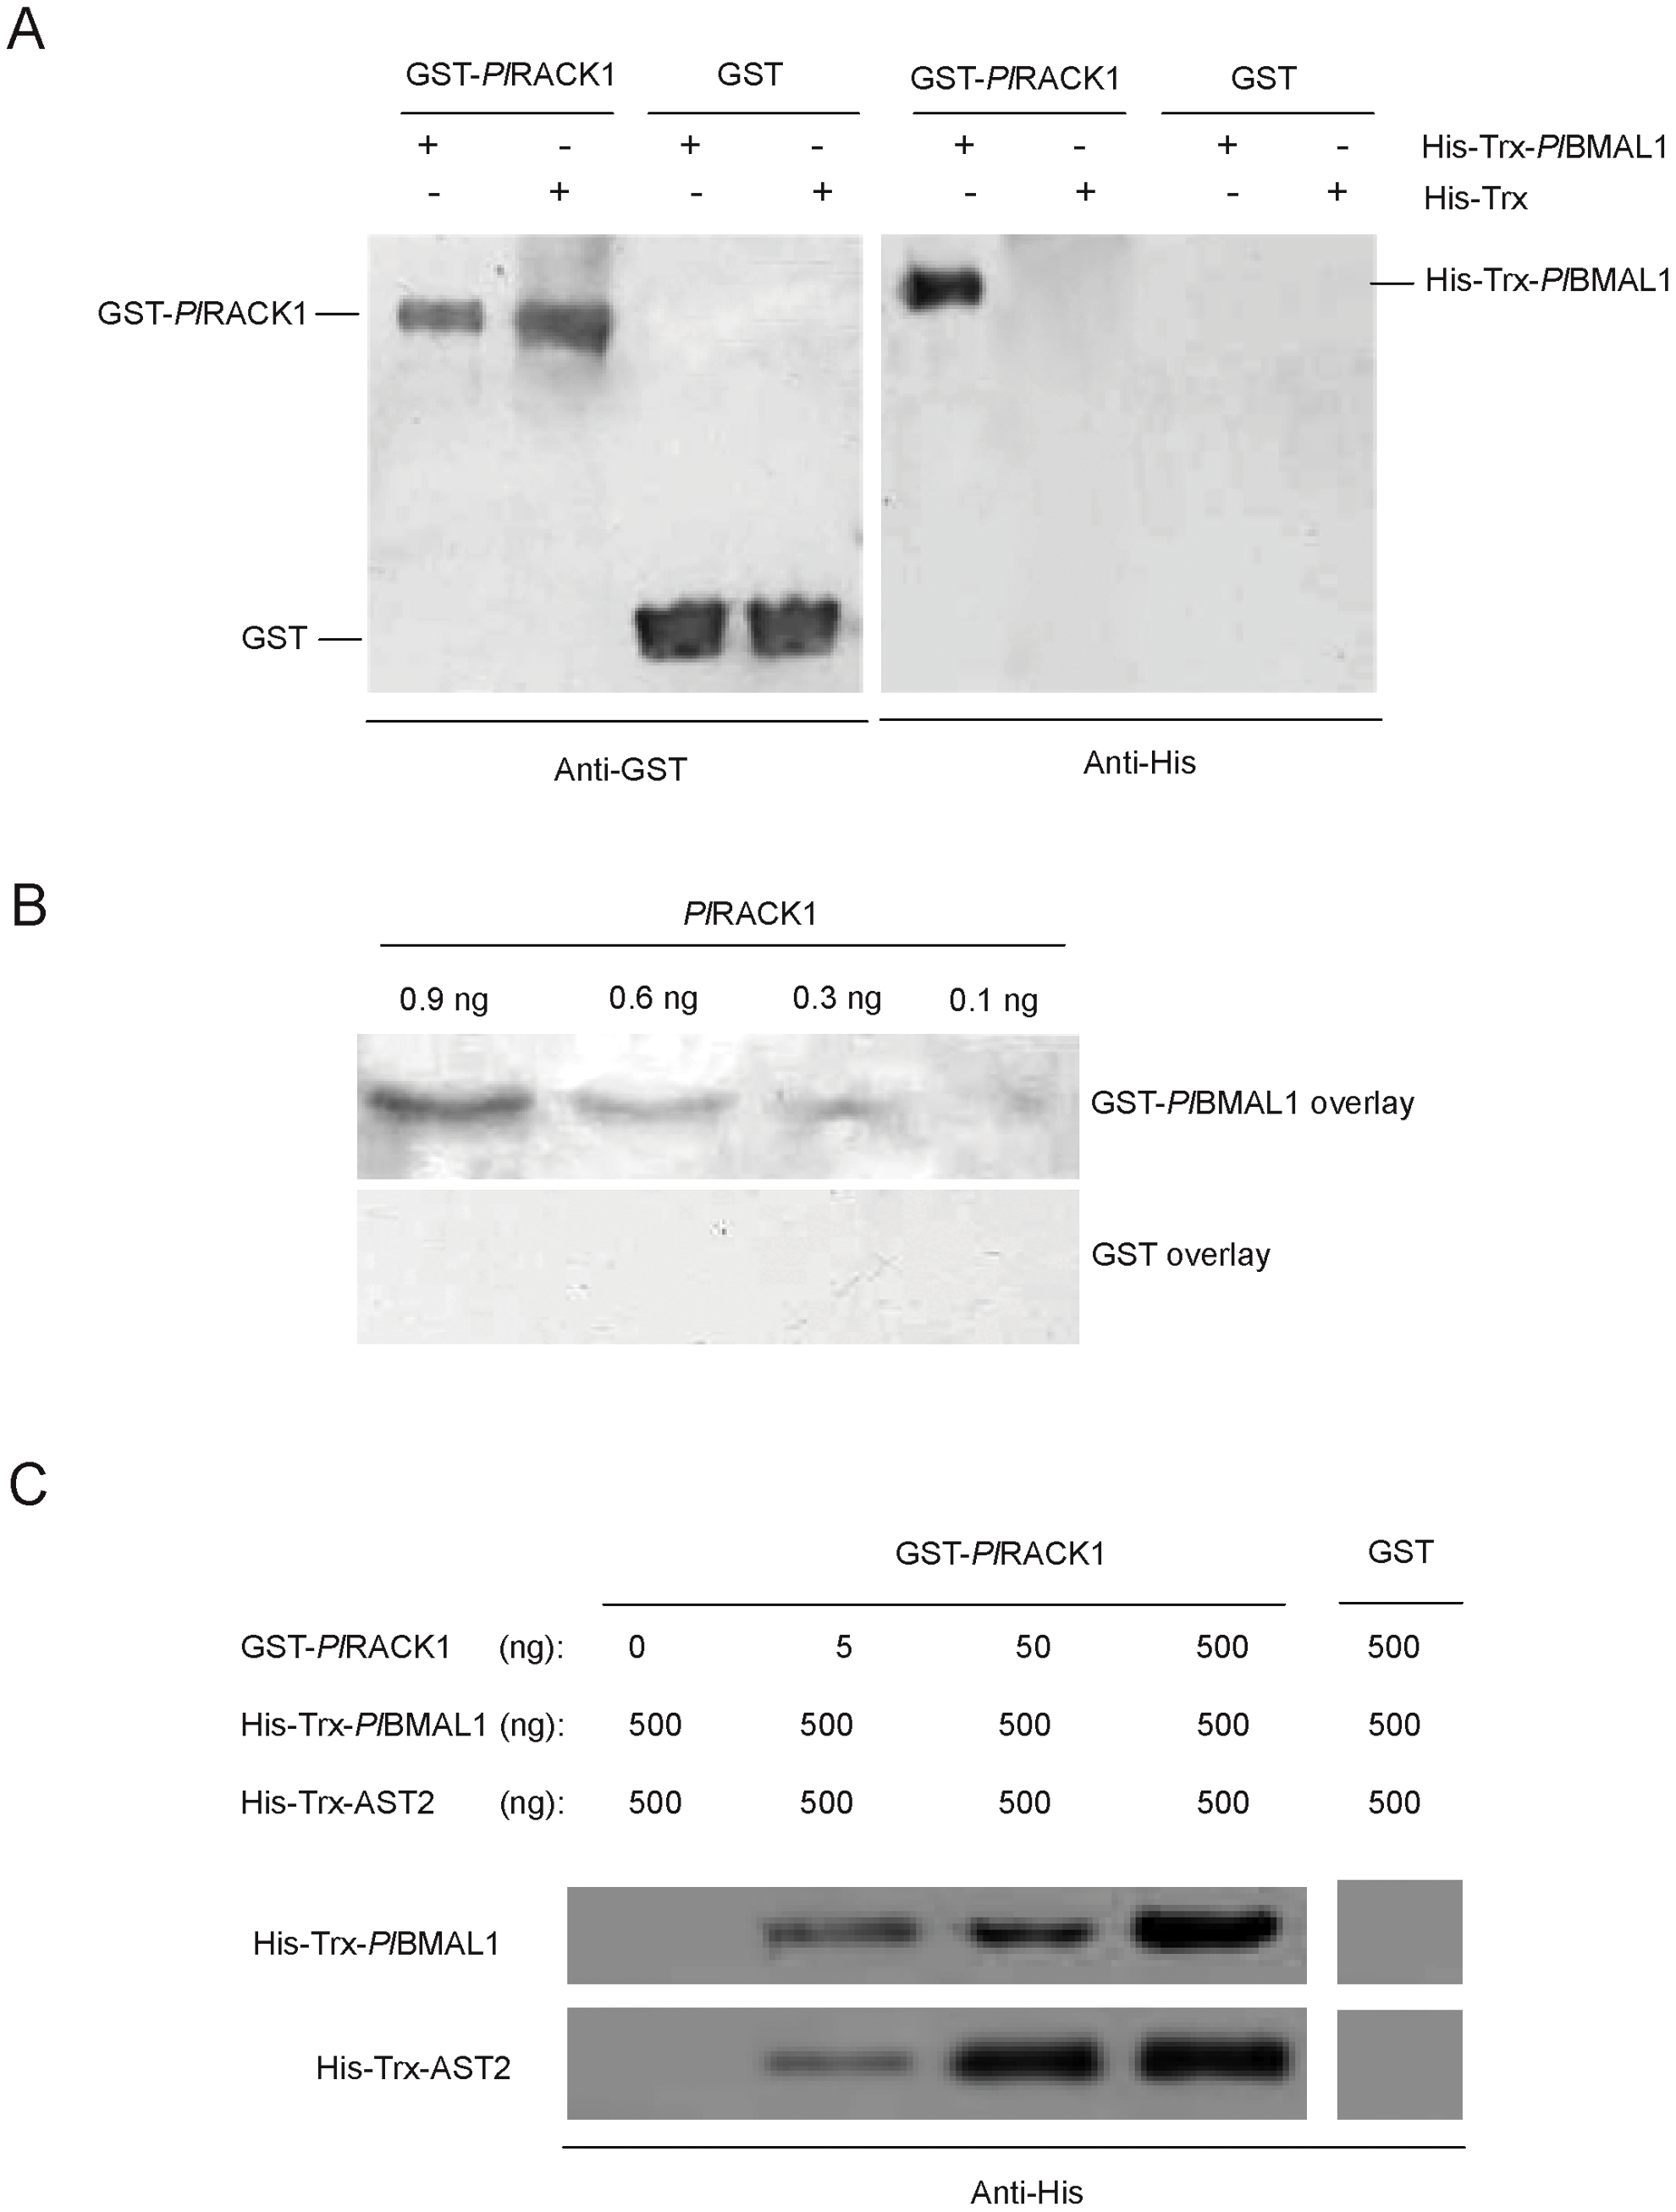 A
GST-PlRACK1 GST GST-PlRACK1 GST
+ - + - + - + - His-Trx-PlBMAL1
- + - + - + - + His-Trx
His-Trx-PlBMAL1
GST-PlRACK1
GST
Anti-GST Anti-His
B
PlRACK1
0.9 ng 0.6 ng 0.3 ng 0.1 ng
GST-PlBMAL1 overlay
GST overlay
C
GST-PlRACK1 GST
GST-PlRACK1 (ng): 0 5 50 500 500
His-Trx-PlBMAL1 (ng): 500 500 500 500 500
His-Trx-AST2 (ng): 500 500 500 500 500
His-Trx-PlBMAL1
His-Trx-AST2
Anti-His